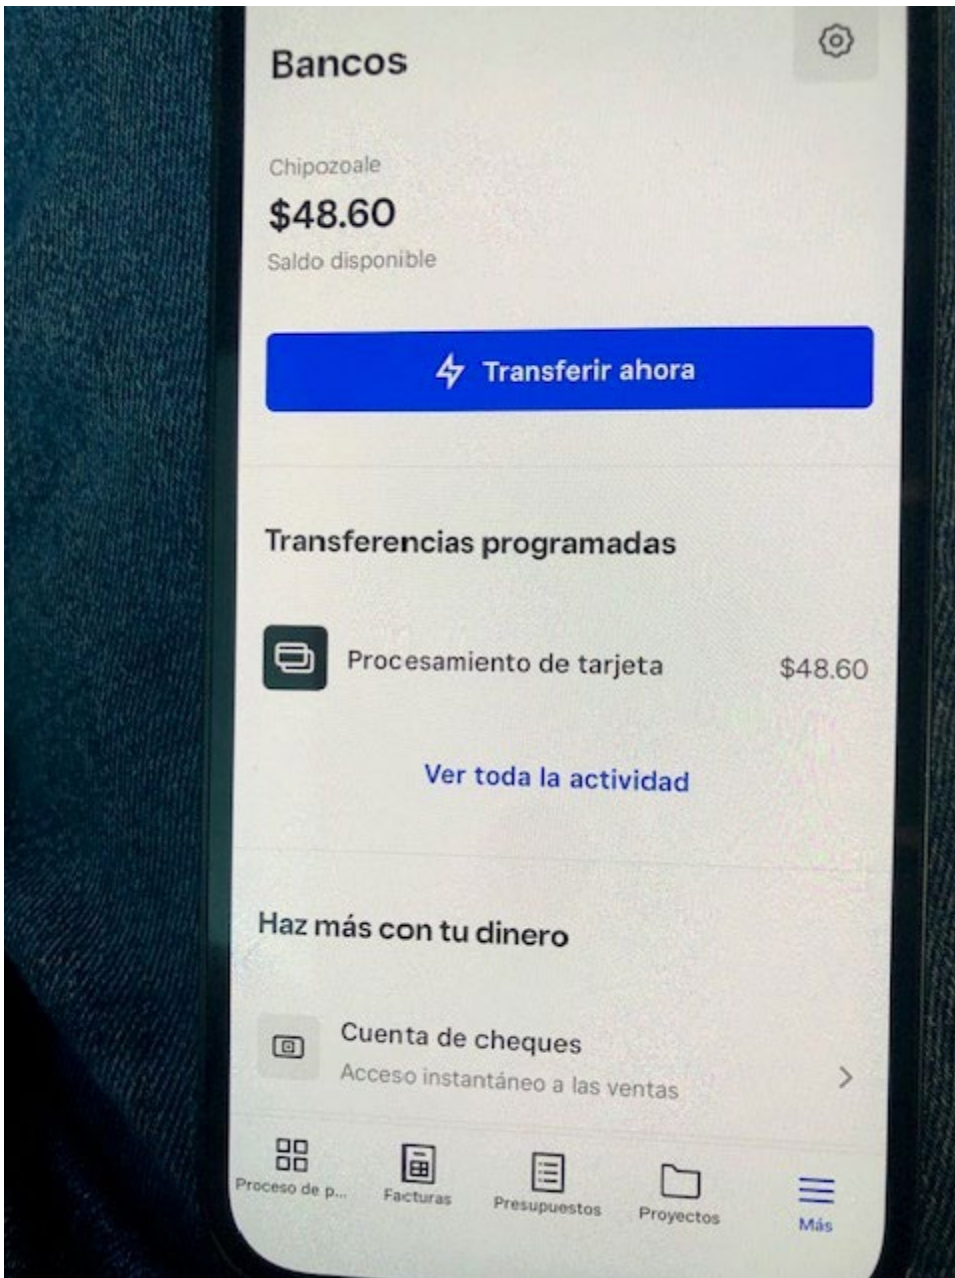 Bancos
Chipozoale
$48.60
Saldo disponible
Transferir ahora
Transferencias programadas
Procesamiento de tarjeta $48.60
Ver toda la actividad
Haz más con tu dinero
Cuenta de cheques
Acceso instantáneo a las ventas
Proceso de p... Facturas Presupuestos Proyectos Más